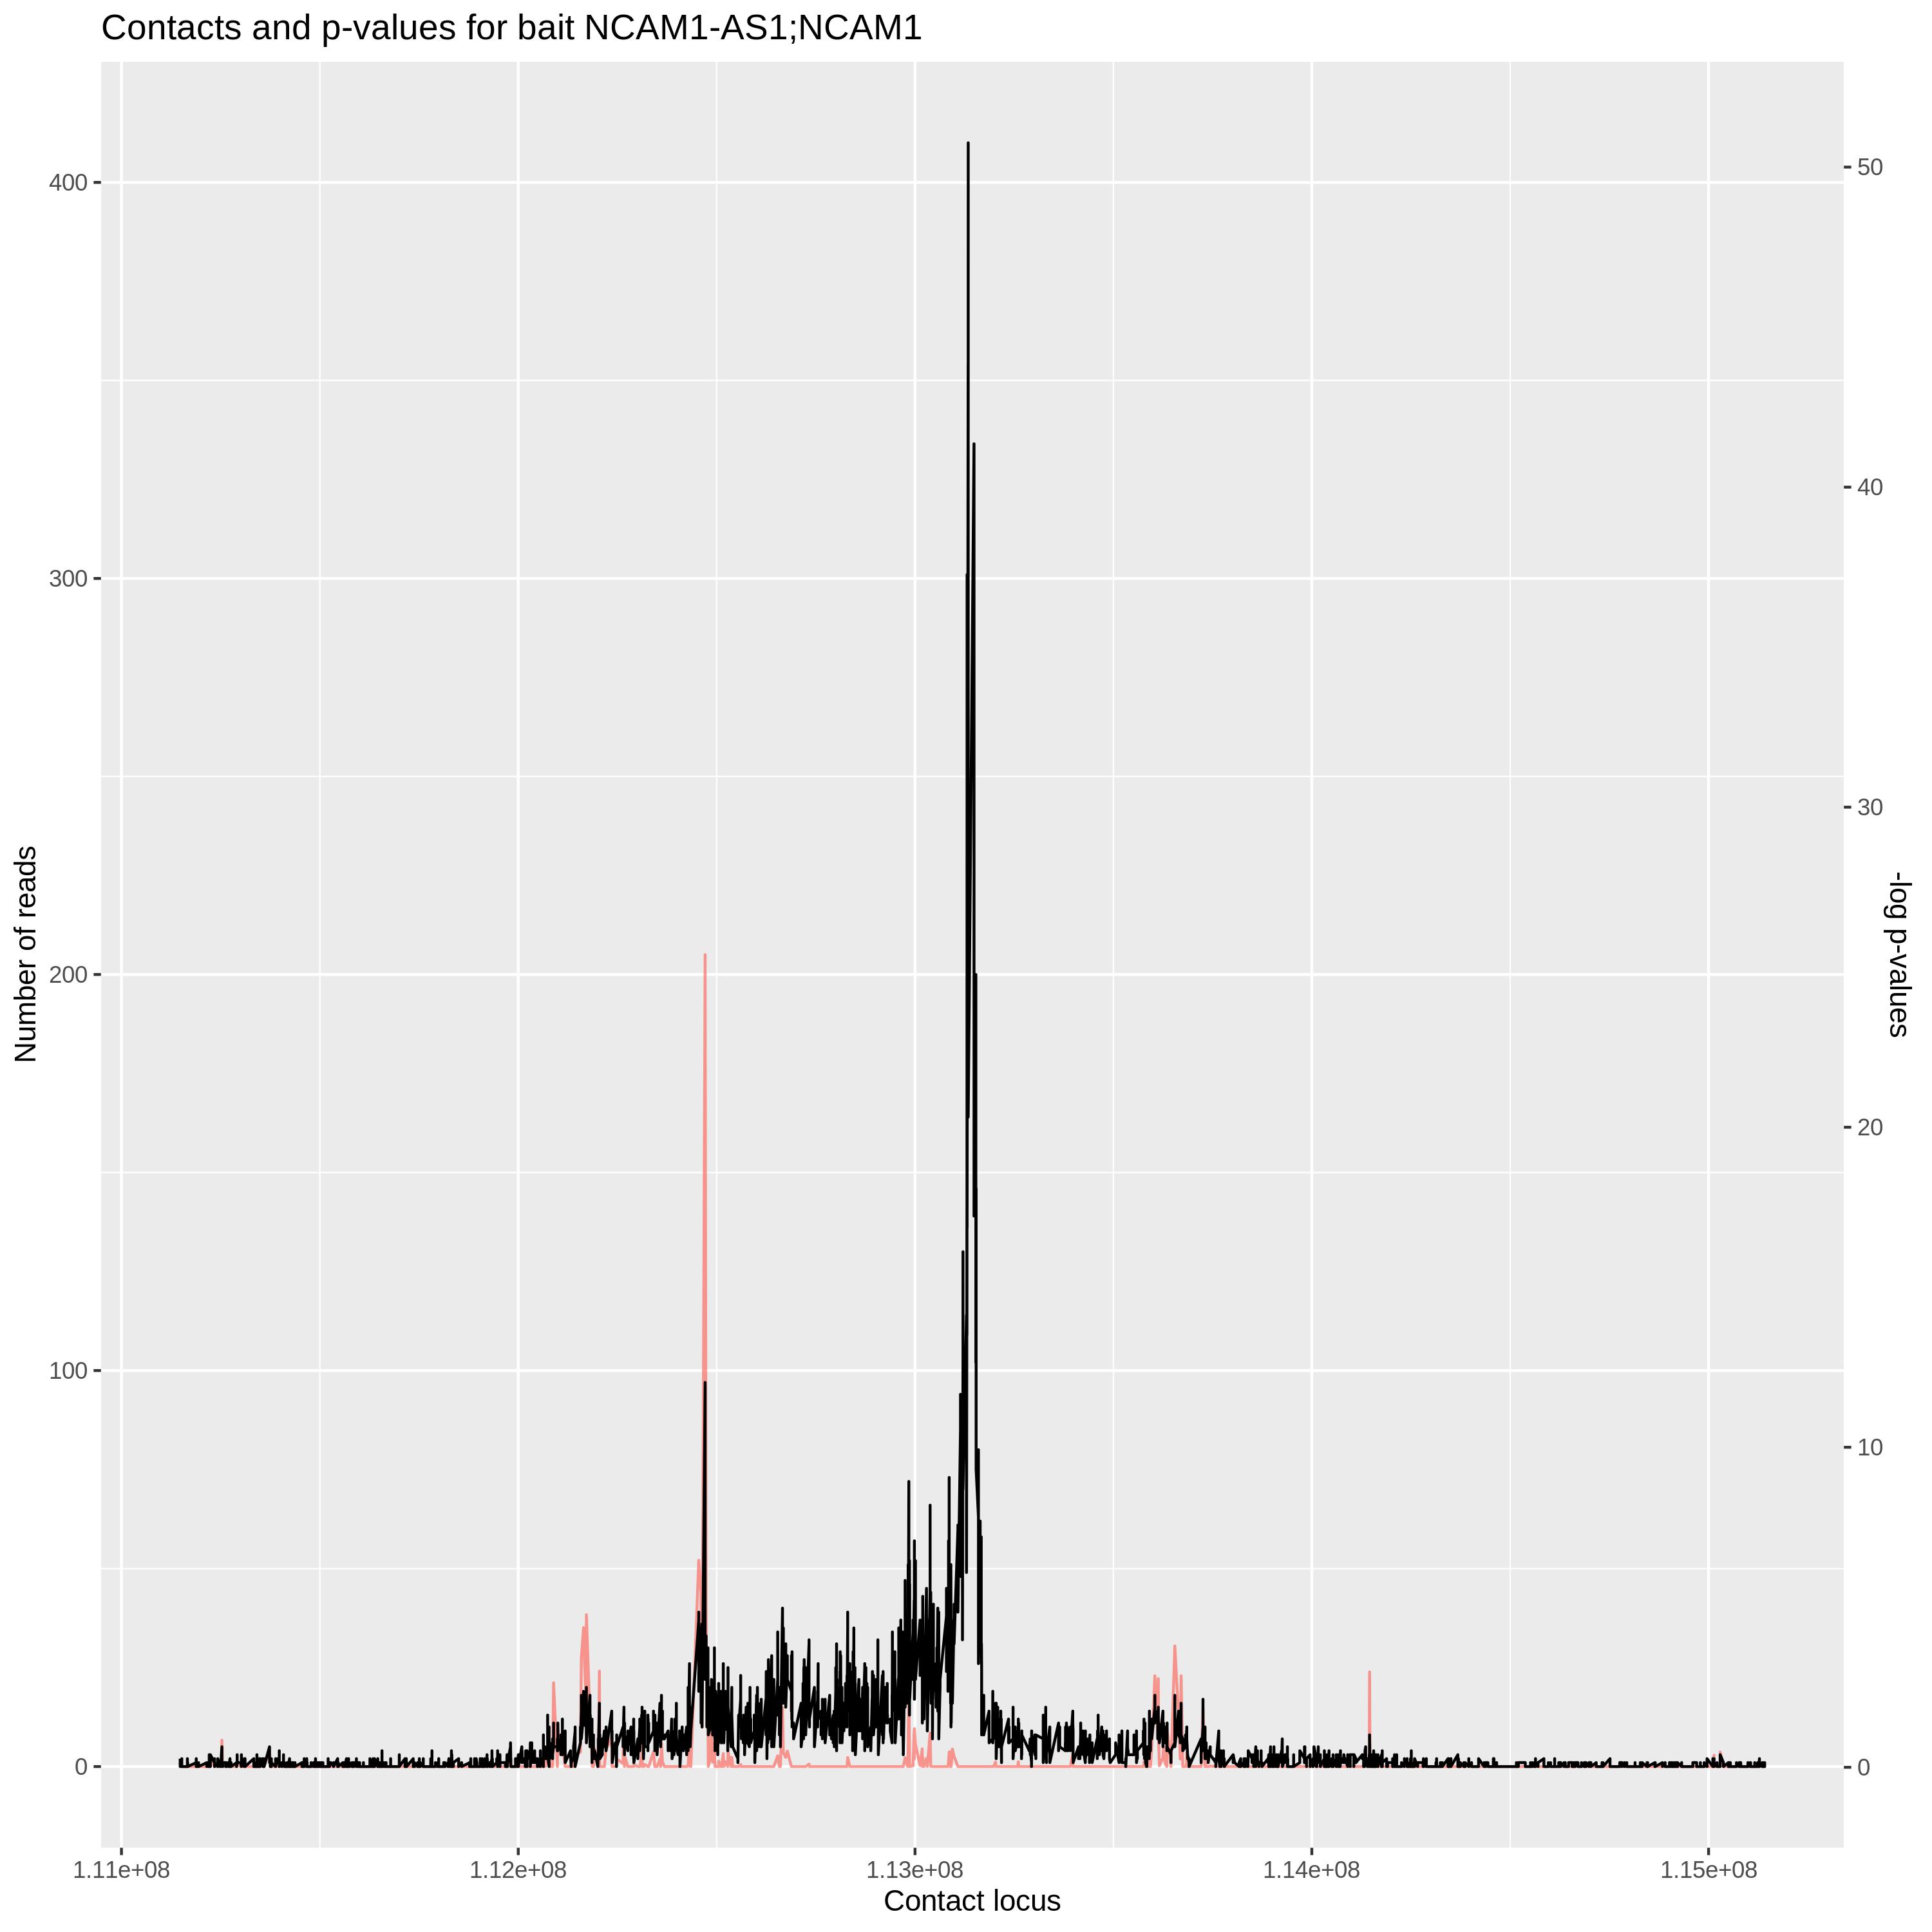 Contacts and p-values for bait NCAM1-AS1;NCAM1
400
300
200
100
0
Number of reads
50
40
30
20
10
0
-log p-values
1.11e+08 1.12e+08 1.13e+08 1.14e+08 1.15e+08
Contact locus